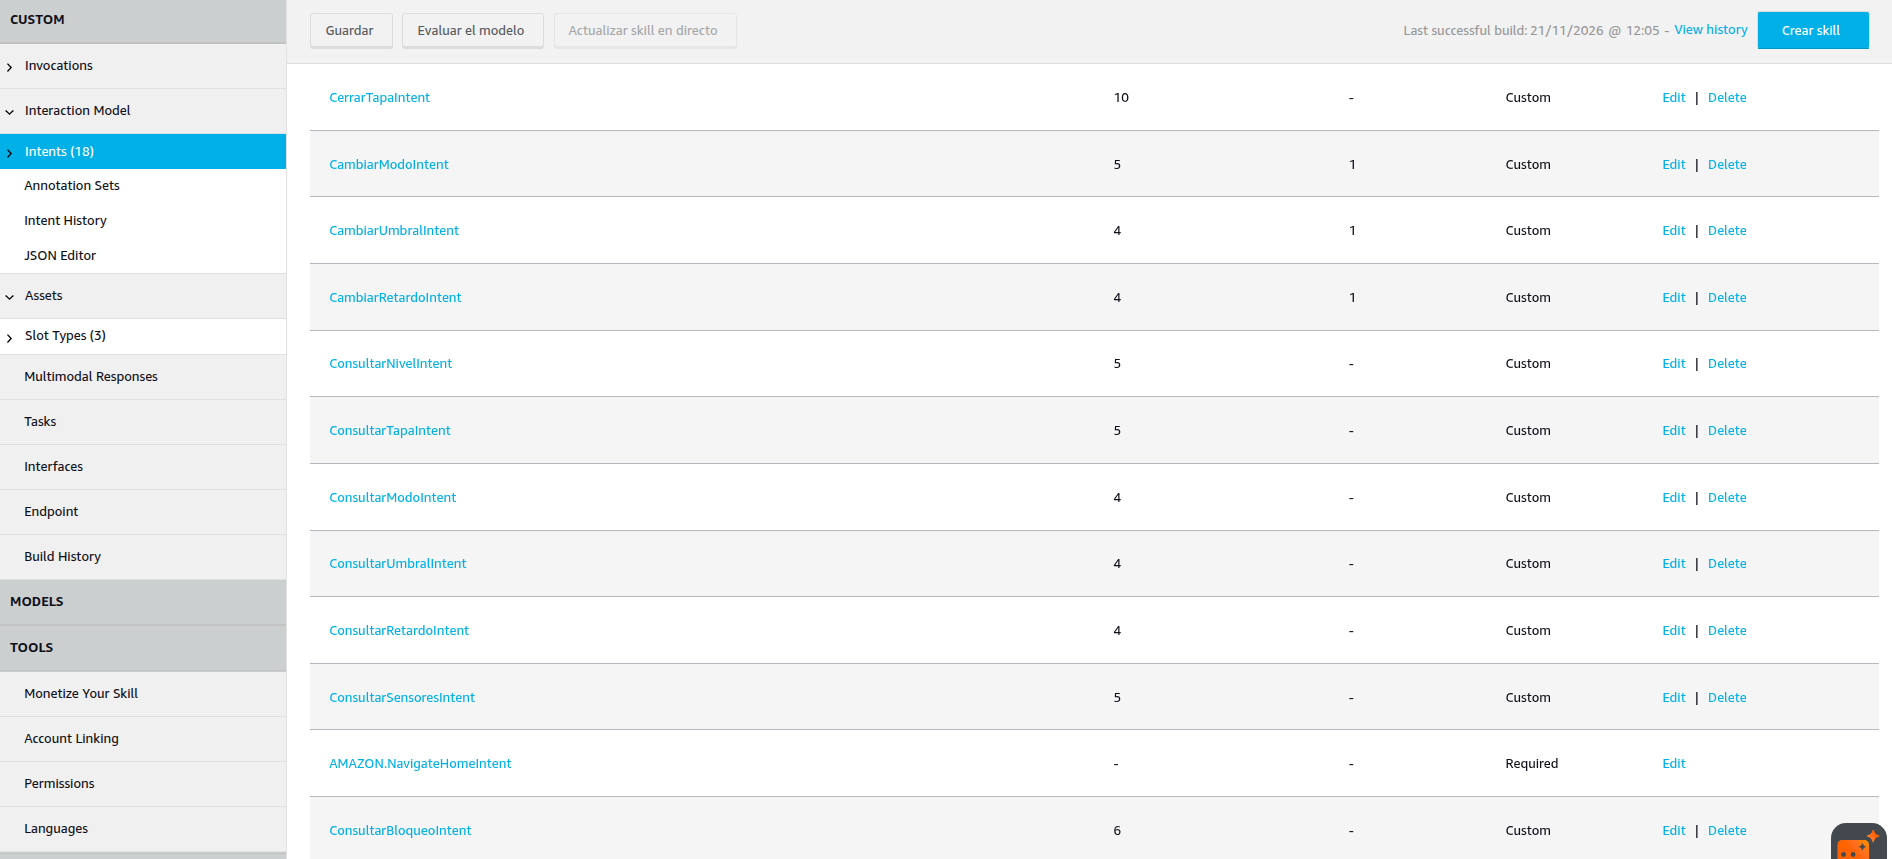 CUSTOM
Invocations
Interaction Model
Intents (18)
Annotation Sets
Intent History
JSON Editor
Assets
Slot Types (3)
Multimodal Responses
Tasks
Interfaces
Endpoint
Build History
MODELS
TOOLS
Monetize Your Skill
Account Linking
Permissions
Languages
Guardar Evaluar el modelo Actualizar skill en directo Last successful build: 21/11/2026 @ 12:05 - View history Crear skill
CerrarTapaIntent 10 - Custom Edit | Delete
CambiarModoIntent 5 1 Custom Edit | Delete
CambiarUmbralIntent 4 1 Custom Edit | Delete
CambiarRetardoIntent 4 1 Custom Edit | Delete
ConsultarNivelIntent 5 - Custom Edit | Delete
ConsultarTapaIntent 5 - Custom Edit | Delete
ConsultarModoIntent 4 - Custom Edit | Delete
ConsultarUmbralIntent 4 - Custom Edit | Delete
ConsultarRetardoIntent 4 - Custom Edit | Delete
ConsultarSensoresIntent 5 - Custom Edit | Delete
AMAZON.NavigateHomeIntent - - Required Edit
ConsultarBloqueoIntent 6 - Custom Edit | Delete